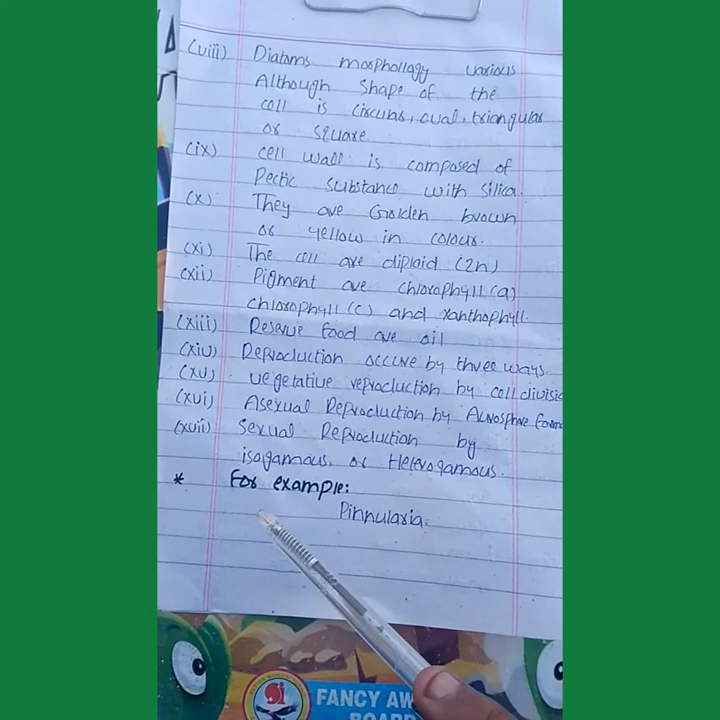 (viii) Diatoms morphollagy various
Although shape of the
cell is circular, oval, triangular
or square
(ix) cell wall is composed of
Pectic substance with silica.
(x) They are Golden brown
or yellow in colour.
(xi) The cell are diploid (2n)
(xii) Pigment are chlorophyll (a)
chlorophyll (c) and xanthophyll.
(xiii) Reserve food are oil
(xiv) Reproduction occure by three ways.
(xv) vegetative reproduction by cell divisio
(xvi) Asexual Reproduction by
(xvii) Sexual Reproduction by
isogamous, or Heterogamous.
* For example:
Pinnularia.
FANCY AW
BOARD